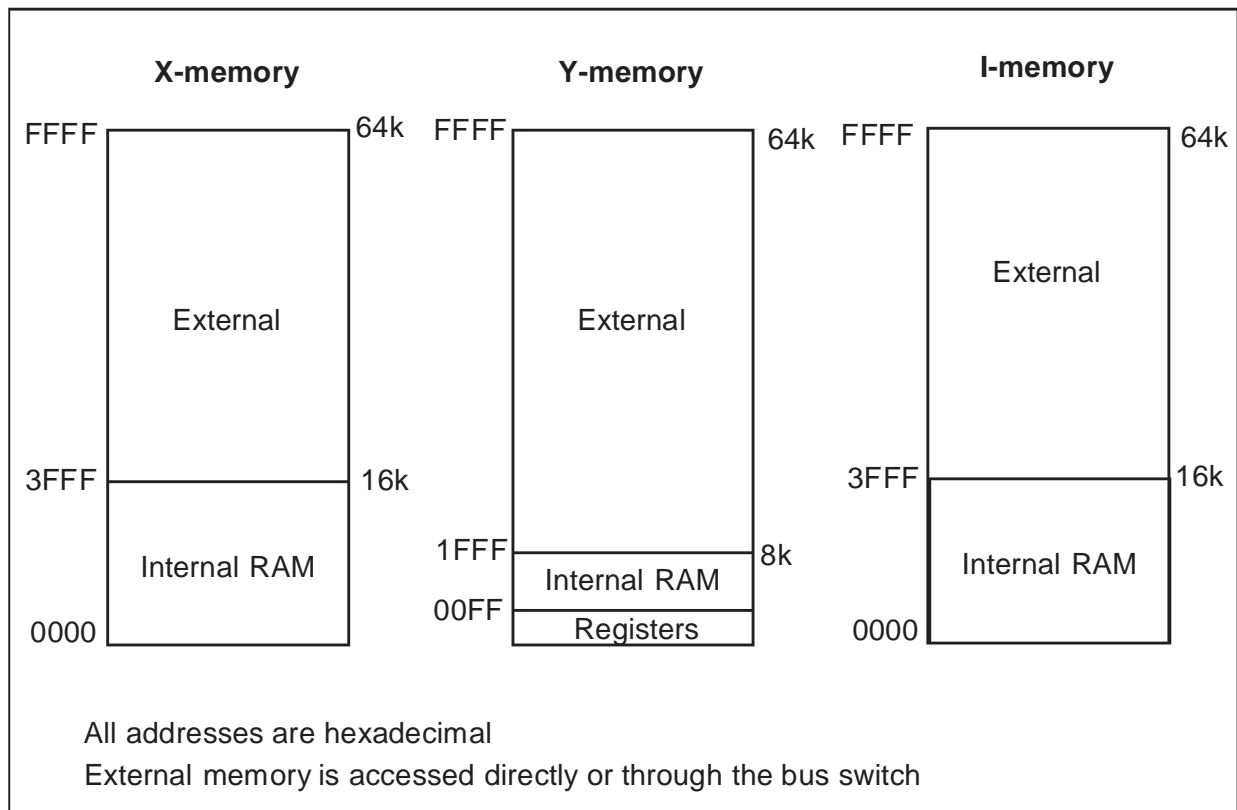 X-memory
FFFF
64k
External
3FFF
16k
Internal RAM
0000
Y-memory
FFFF
64k
External
1FFF
8k
Internal RAM
00FF
Registers
I-memory
FFFF
64k
External
3FFF
16k
Internal RAM
0000
All addresses are hexadecimal
External memory is accessed directly or through the bus switch